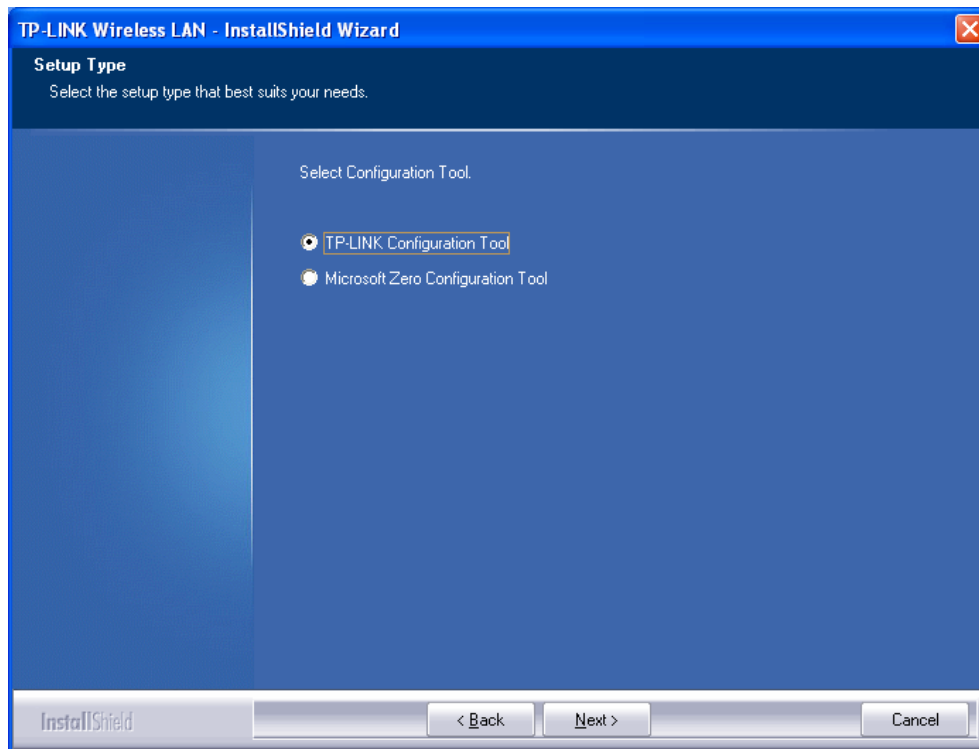 TP-LINK Wireless LAN - InstallShield Wizard
Setup Type
Select the setup type that best suits your needs.
Select Configuration Tool.
TP-LINK Configuration Tool
Microsoft Zero Configuration Tool
InstallShield
< Back
Next >
Cancel